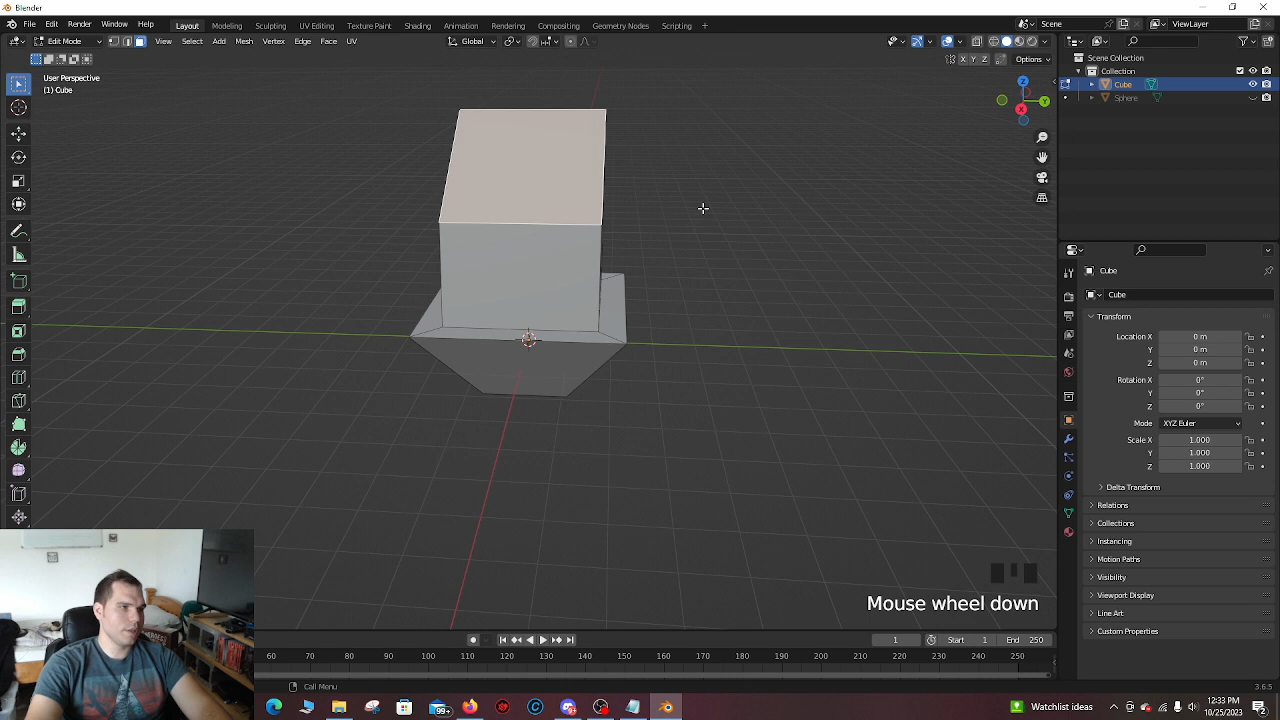 Blender
File Edit Render Window Help Layout Modeling Sculpting UV Editing Texture Paint Shading Animation Rendering Compositing Geometry Nodes Scripting + Scene ViewLayer
Edit Mode View Select Add Mesh Vertex Edge Face UV Global
X Y Z Options
User Perspective
(1) Cube
Z
Y
X
Scene Collection
Collection
Cube
Sphere
Cube
Cube
Transform
Location X 0 m
Y 0 m
Z 0 m
Rotation X 0°
Y 0°
Z 0°
Mode XYZ Euler
Scale X 1.000
Y 1.000
Z 1.000
Delta Transform
Relations
Collections
Instancing
Motion Paths
Visibility
Viewport Display
Line Art
Custom Properties
Mouse wheel down
1 Start 1 End 250
60 70 80 90 100 110 120 130 140 150 160 170 180 190 200 210 220 230 240 250
Call Menu 3.6.5
99+
Watchlist ideas
12:33 PM
10/25/2023
2